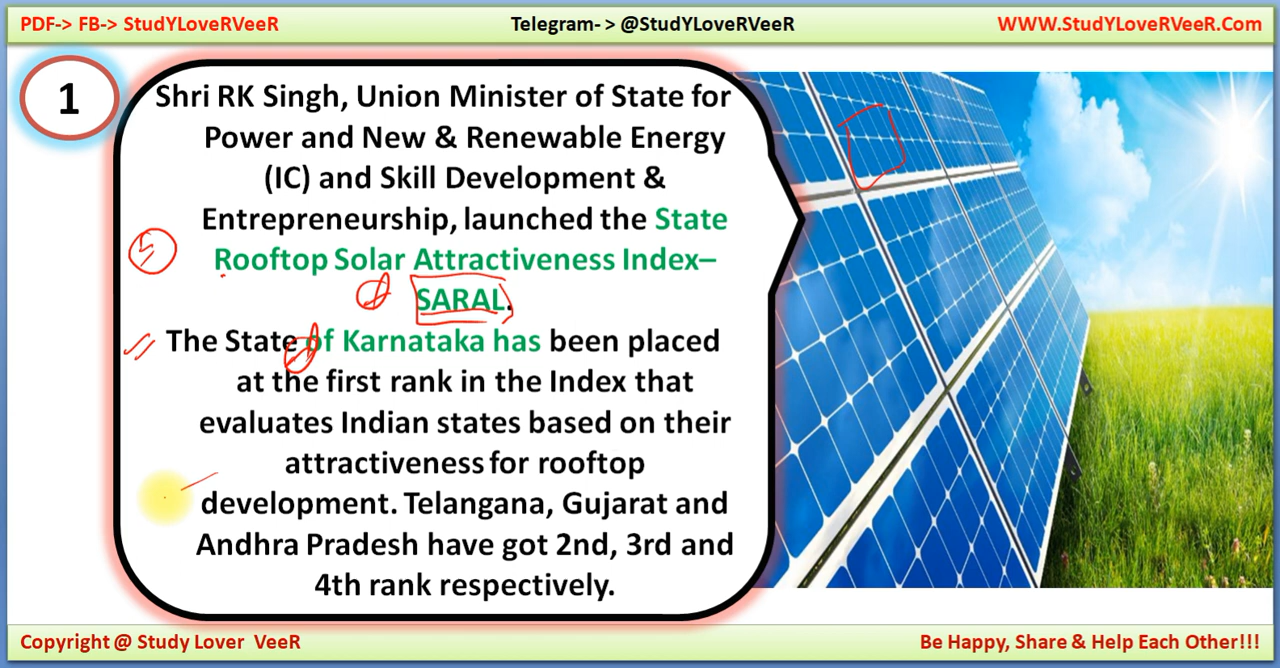 PDF-> FB-> StudYLoveRVeeR
Telegram- > @StudYLoveRVeeR
WWW.StudYLoveRVeeR.Com
1
Shri RK Singh, Union Minister of State for
Power and New & Renewable Energy
(IC) and Skill Development &
Entrepreneurship, launched the State
Rooftop Solar Attractiveness Index–
SARAL.
The State of Karnataka has been placed
at the first rank in the Index that
evaluates Indian states based on their
attractiveness for rooftop
development. Telangana, Gujarat and
Andhra Pradesh have got 2nd, 3rd and
4th rank respectively.
Copyright @ Study Lover VeeR
Be Happy, Share & Help Each Other!!!